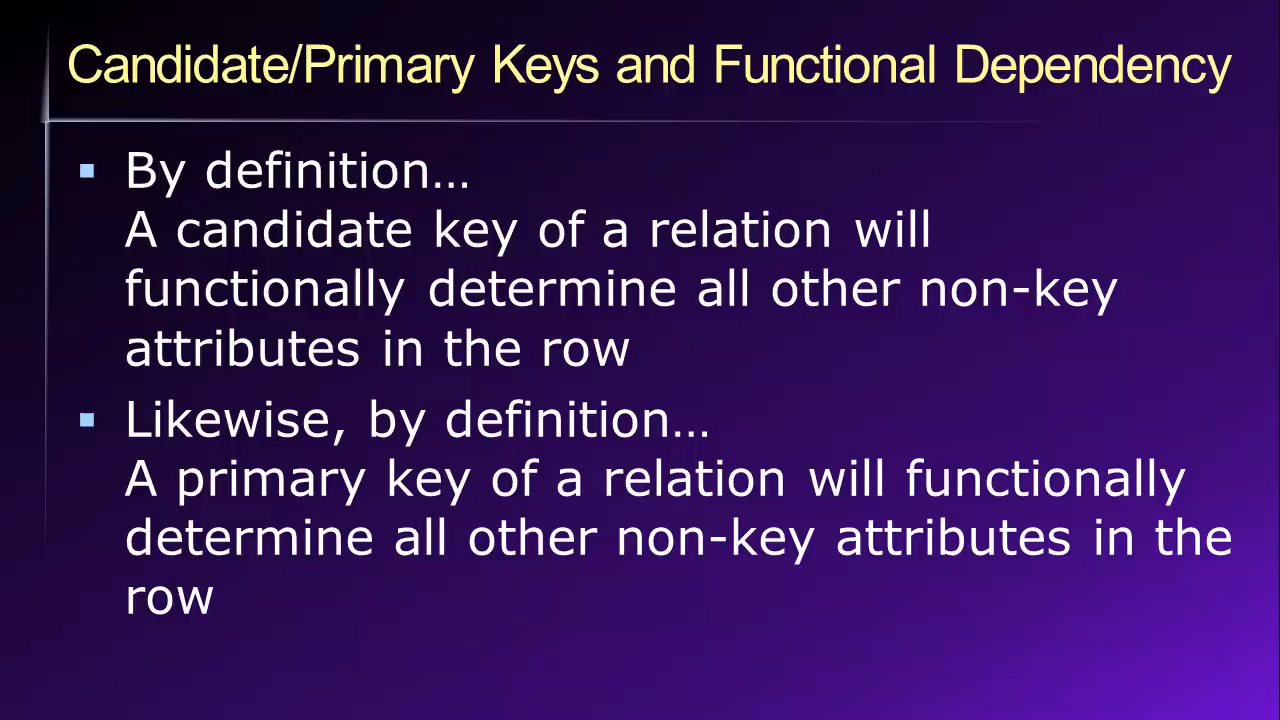 Candidate/Primary Keys and Functional Dependency
▪ By definition…
A candidate key of a relation will
functionally determine all other non-key
attributes in the row
▪ Likewise, by definition…
A primary key of a relation will functionally
determine all other non-key attributes in the
row